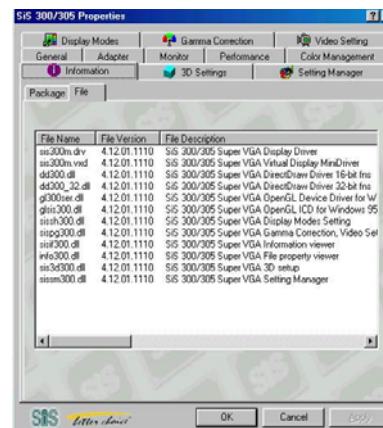 SiS 300/305 Properties
Display Modes Gamma Correction Video Setting
General Adapter Monitor Performance Color Management
Information 3D Settings Setting Manager
Package File
File Name File Version File Description
sis300m.drv 4.12.01.1110 SiS 300/305 Super VGA Display Driver
sis300m.vxd 4.12.01.1110 SiS 300/305 Super VGA Virtual Display MiniDriver
dd300.dll 4.12.01.1110 SiS 300/305 Super VGA DirectDraw Driver 16-bit fns
dd300_32.dll 4.12.01.1110 SiS 300/305 Super VGA DirectDraw Driver 32-bit fns
gl300ser.dll 4.12.01.1110 SiS 300/305 Super VGA OpenGL Device Driver for W
glsis300.dll 4.12.01.1110 SiS 300/305 Super VGA OpenGL ICD for Windows 95
sissh300.dll 4.12.01.1110 SiS 300/305 Super VGA Display Modes Setting
sispg300.dll 4.12.01.1110 SiS 300/305 Super VGA Gamma Correction, Video Set
sisif300.dll 4.12.01.1110 SiS 300/305 Super VGA Information viewer
info300.dll 4.12.01.1110 SiS 300/305 Super VGA File property viewer
sis3d300.dll 4.12.01.1110 SiS 300/305 Super VGA 3D setup
sissm300.dll 4.12.01.1110 SiS 300/305 Super VGA Setting Manager
SiS better choice! OK Cancel Apply